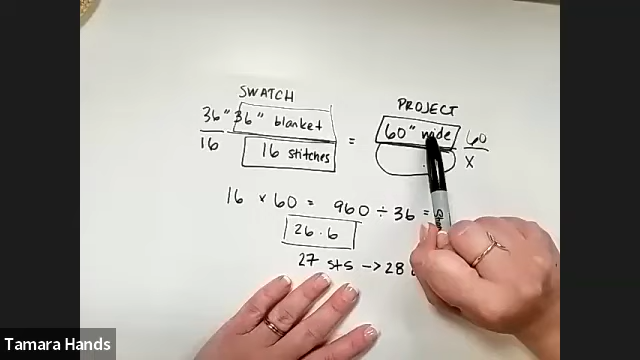 SWATCH
PROJECT
36" 36" blanket
60" wide 60
16 16 stitches = x
16 x 60 = 960 ÷ 36 =
26.6
27 sts -> 28
Tamara Hands